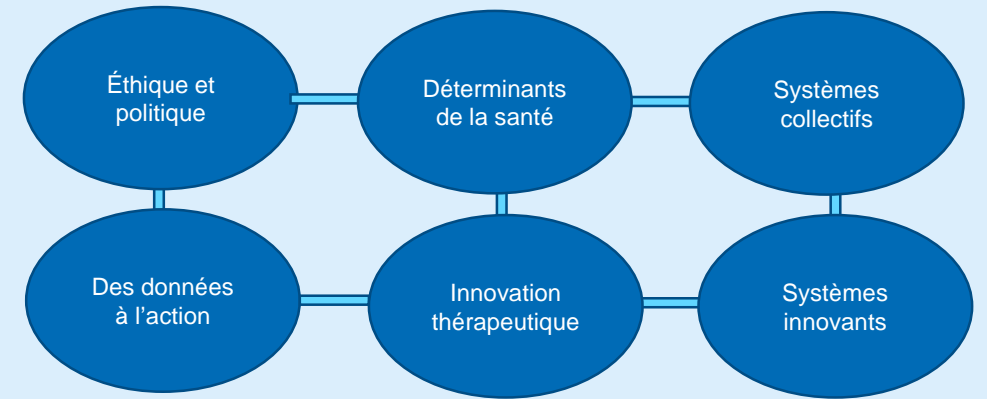 Éthique et
politique
Déterminants
de la santé
Systèmes
collectifs
Des données
à l’action
Innovation
thérapeutique
Systèmes
innovants